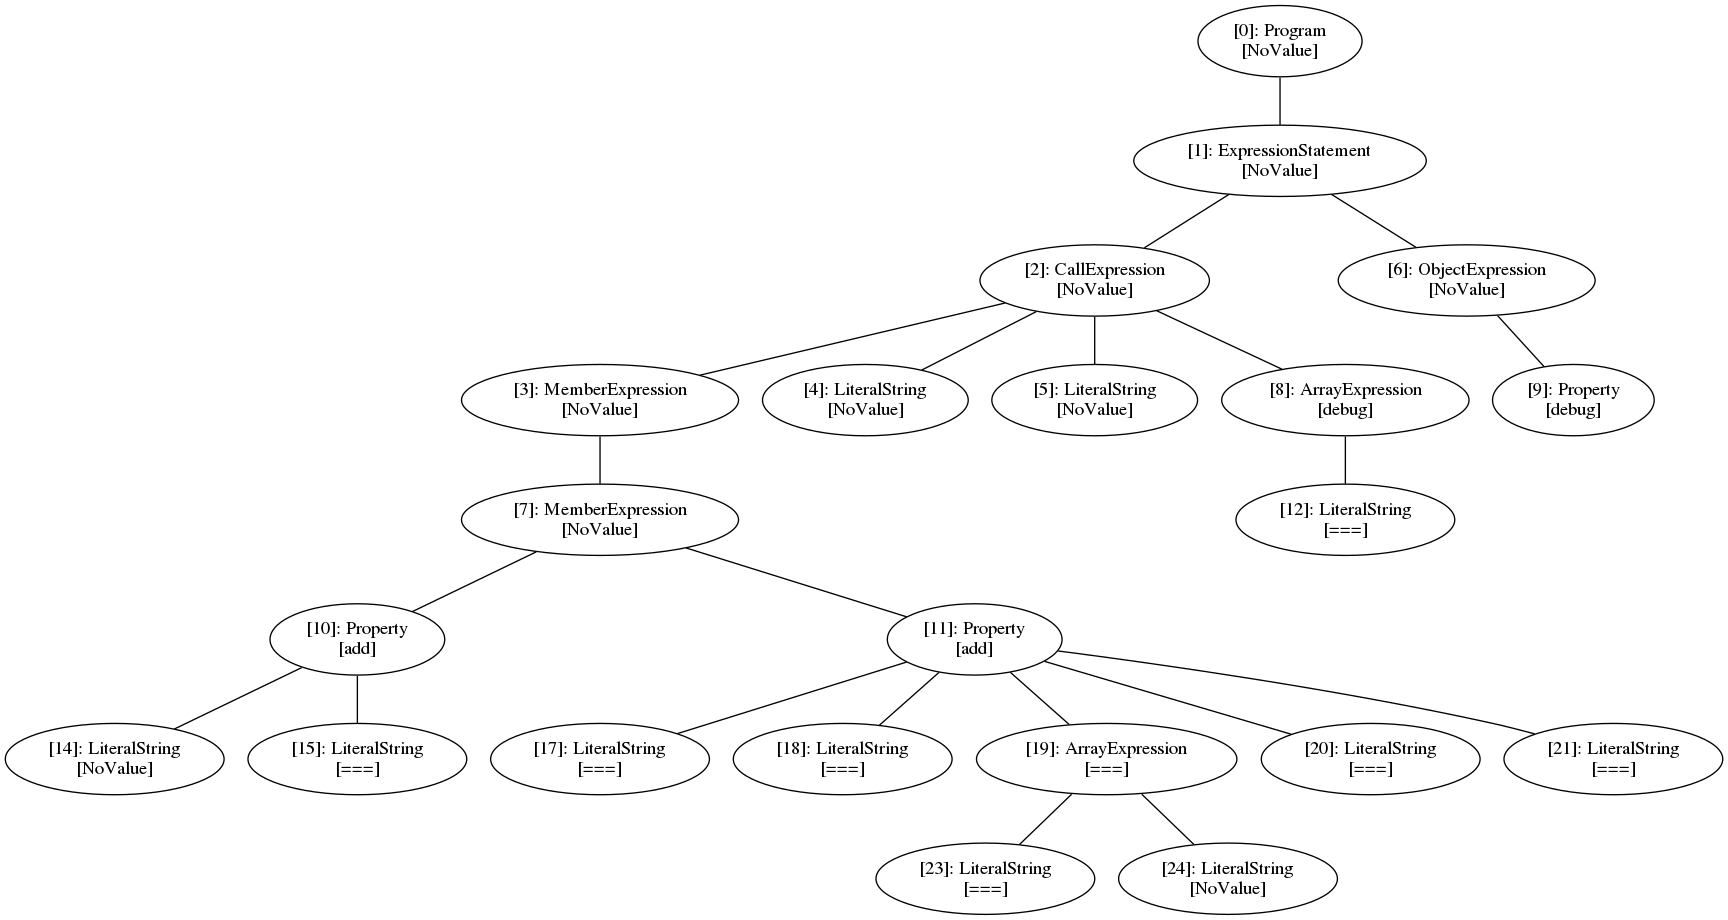 [0]: Program
[NoValue]
[1]: ExpressionStatement
[NoValue]
[2]: CallExpression
[NoValue]
[6]: ObjectExpression
[NoValue]
[3]: MemberExpression
[NoValue]
[4]: LiteralString
[NoValue]
[5]: LiteralString
[NoValue]
[8]: ArrayExpression
[debug]
[9]: Property
[debug]
[7]: MemberExpression
[NoValue]
[12]: LiteralString
[===]
[10]: Property
[add]
[11]: Property
[add]
[14]: LiteralString
[NoValue]
[15]: LiteralString
[===]
[17]: LiteralString
[===]
[18]: LiteralString
[===]
[19]: ArrayExpression
[===]
[20]: LiteralString
[===]
[21]: LiteralString
[===]
[23]: LiteralString
[===]
[24]: LiteralString
[NoValue]